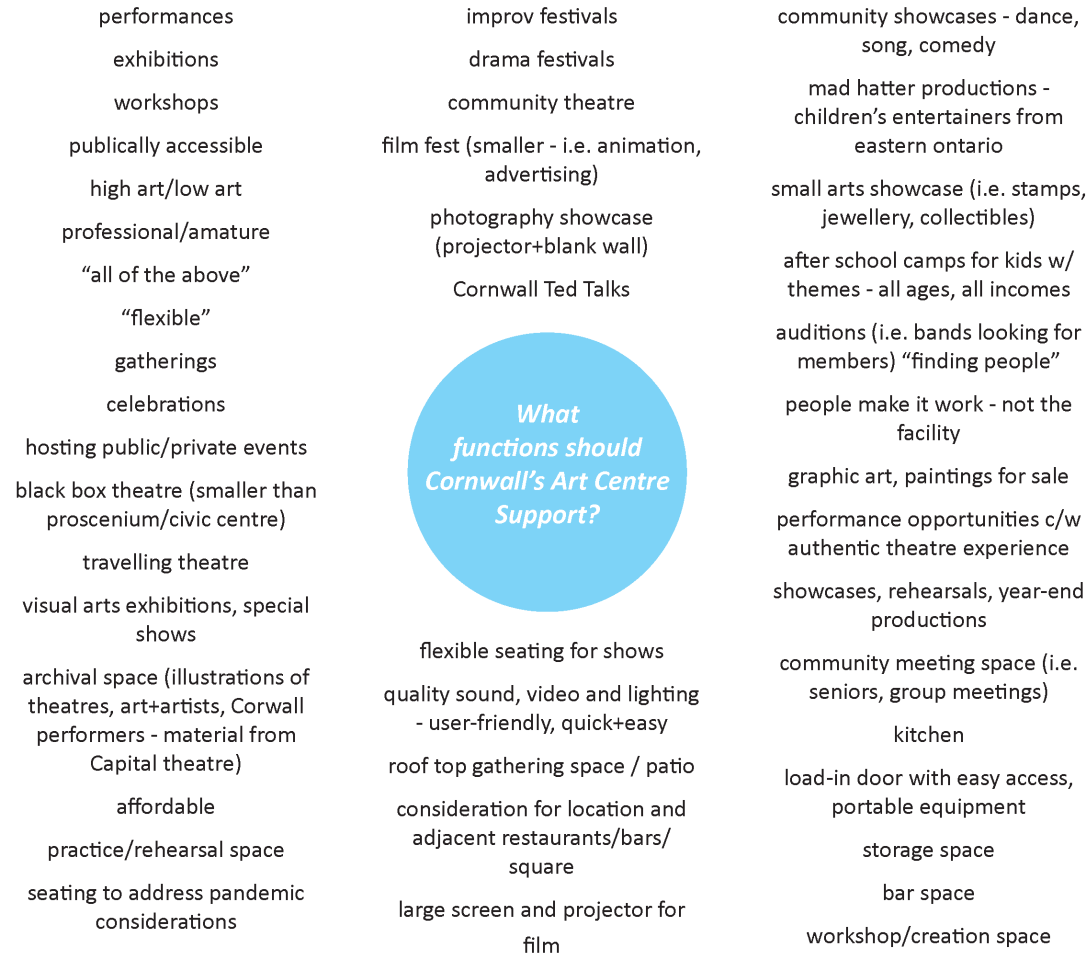 performances
exhibitions
workshops
publically accessible
high art/low art
professional/amature
“all of the above”
“flexible”
gatherings
celebrations
hosting public/private events
black box theatre (smaller than
proscenium/civic centre)
travelling theatre
visual arts exhibitions, special
shows
archival space (illustrations of
theatres, art+artists, Corwall
performers - material from
Capital theatre)
affordable
practice/rehearsal space
seating to address pandemic
considerations
improv festivals
drama festivals
community theatre
film fest (smaller - i.e. animation,
advertising)
photography showcase
(projector+blank wall)
Cornwall Ted Talks
What
functions should
Cornwall’s Art Centre
Support?
flexible seating for shows
quality sound, video and lighting
- user-friendly, quick+easy
roof top gathering space / patio
consideration for location and
adjacent restaurants/bars/
square
large screen and projector for
film
community showcases - dance,
song, comedy
mad hatter productions -
children’s entertainers from
eastern ontario
small arts showcase (i.e. stamps,
jewellery, collectibles)
after school camps for kids w/
themes - all ages, all incomes
auditions (i.e. bands looking for
members) “finding people”
people make it work - not the
facility
graphic art, paintings for sale
performance opportunities c/w
authentic theatre experience
showcases, rehearsals, year-end
productions
community meeting space (i.e.
seniors, group meetings)
kitchen
load-in door with easy access,
portable equipment
storage space
bar space
workshop/creation space